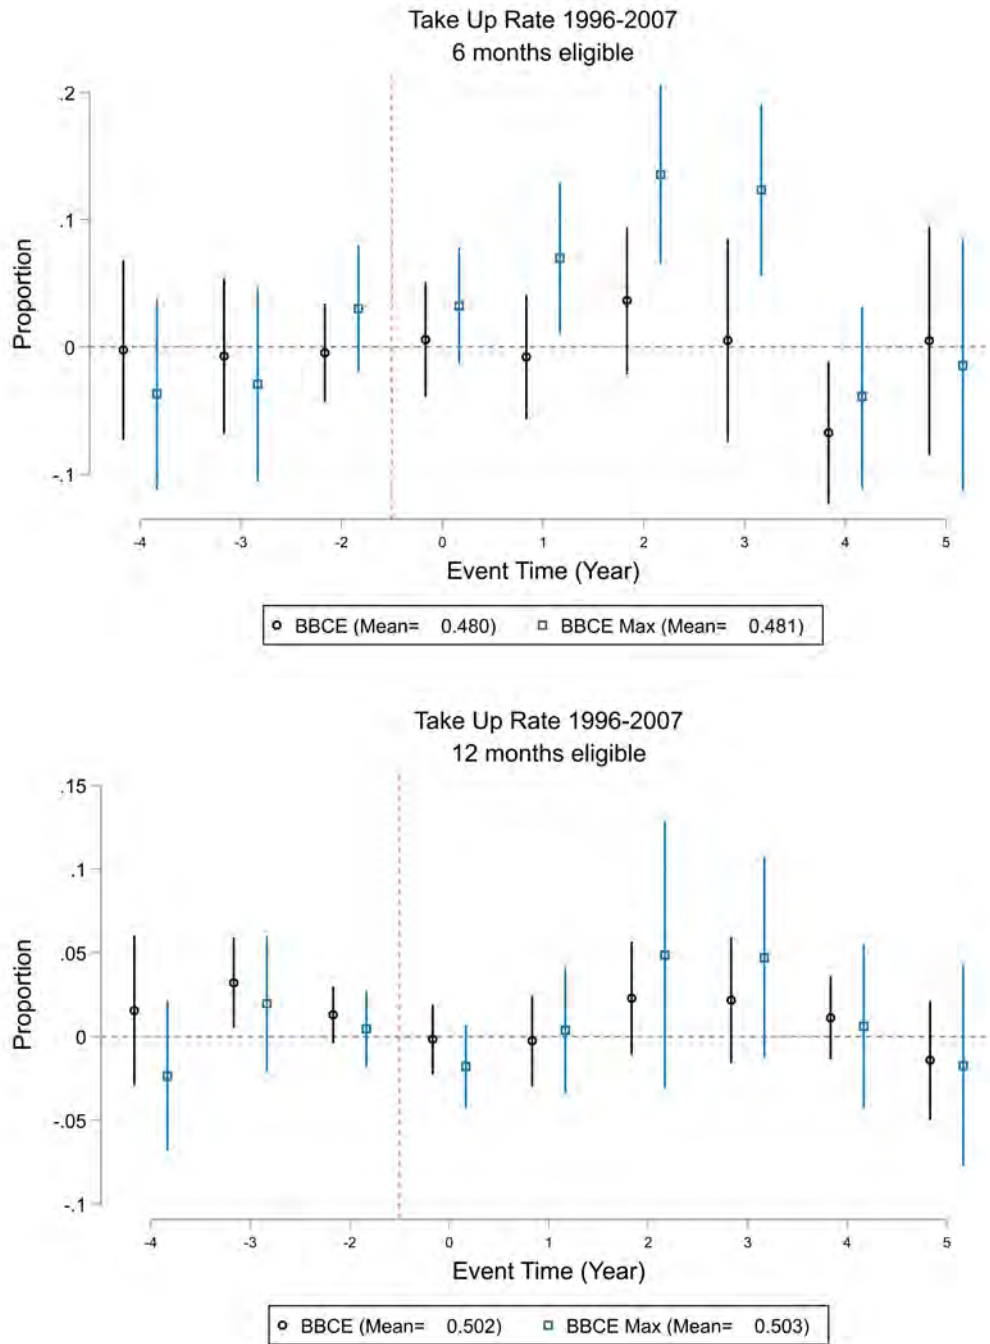 Take Up Rate 1996-2007
6 months eligible
.2
.1
0
-.1
Proportion
-4 -3 -2 0 1 2 3 4 5
Event Time (Year)
BBCE (Mean= 0.480) BBCE Max (Mean= 0.481)
Take Up Rate 1996-2007
12 months eligible
.15
.1
.05
0
-.05
-.1
Proportion
-4 -3 -2 0 1 2 3 4 5
Event Time (Year)
BBCE (Mean= 0.502) BBCE Max (Mean= 0.503)